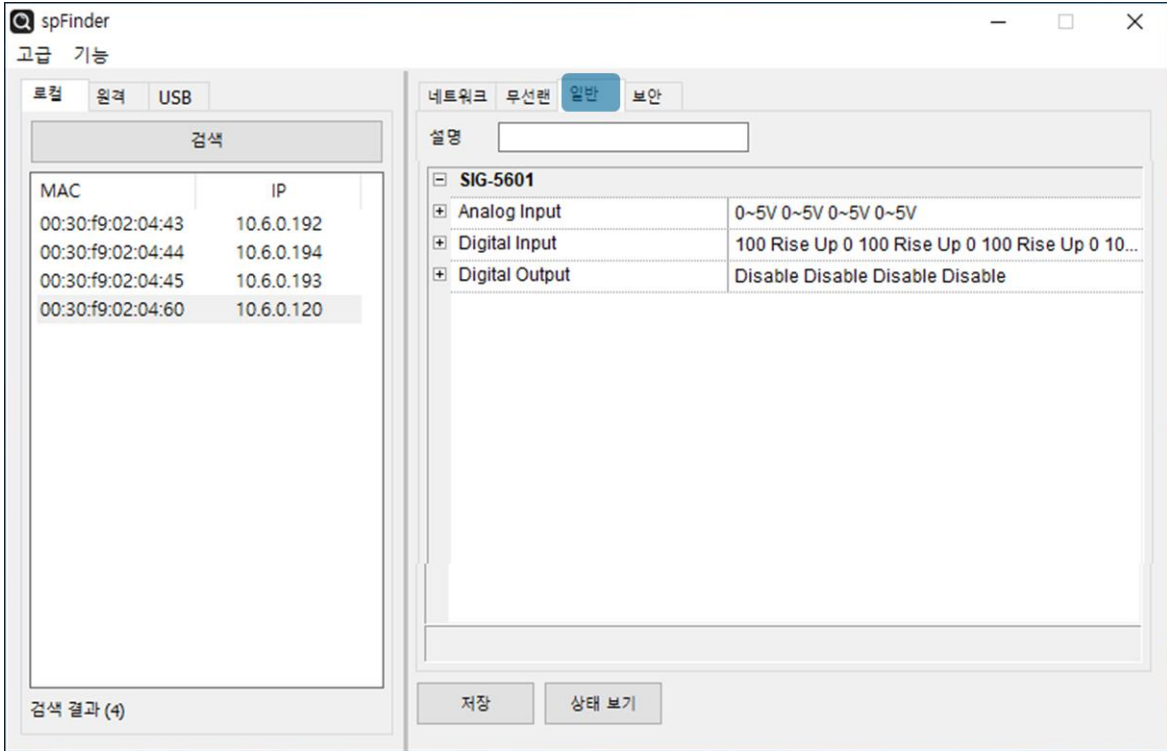 spFinder
고급 기능
로컬 원격 USB
검색
MAC IP
00:30:f9:02:04:43 10.6.0.192
00:30:f9:02:04:44 10.6.0.194
00:30:f9:02:04:45 10.6.0.193
00:30:f9:02:04:60 10.6.0.120
검색 결과 (4)
네트워크 무선랜 일반 보안
설명
SIG-5601
Analog Input 0~5V 0~5V 0~5V 0~5V
Digital Input 100 Rise Up 0 100 Rise Up 0 100 Rise Up 0 10...
Digital Output Disable Disable Disable Disable
저장 상태 보기